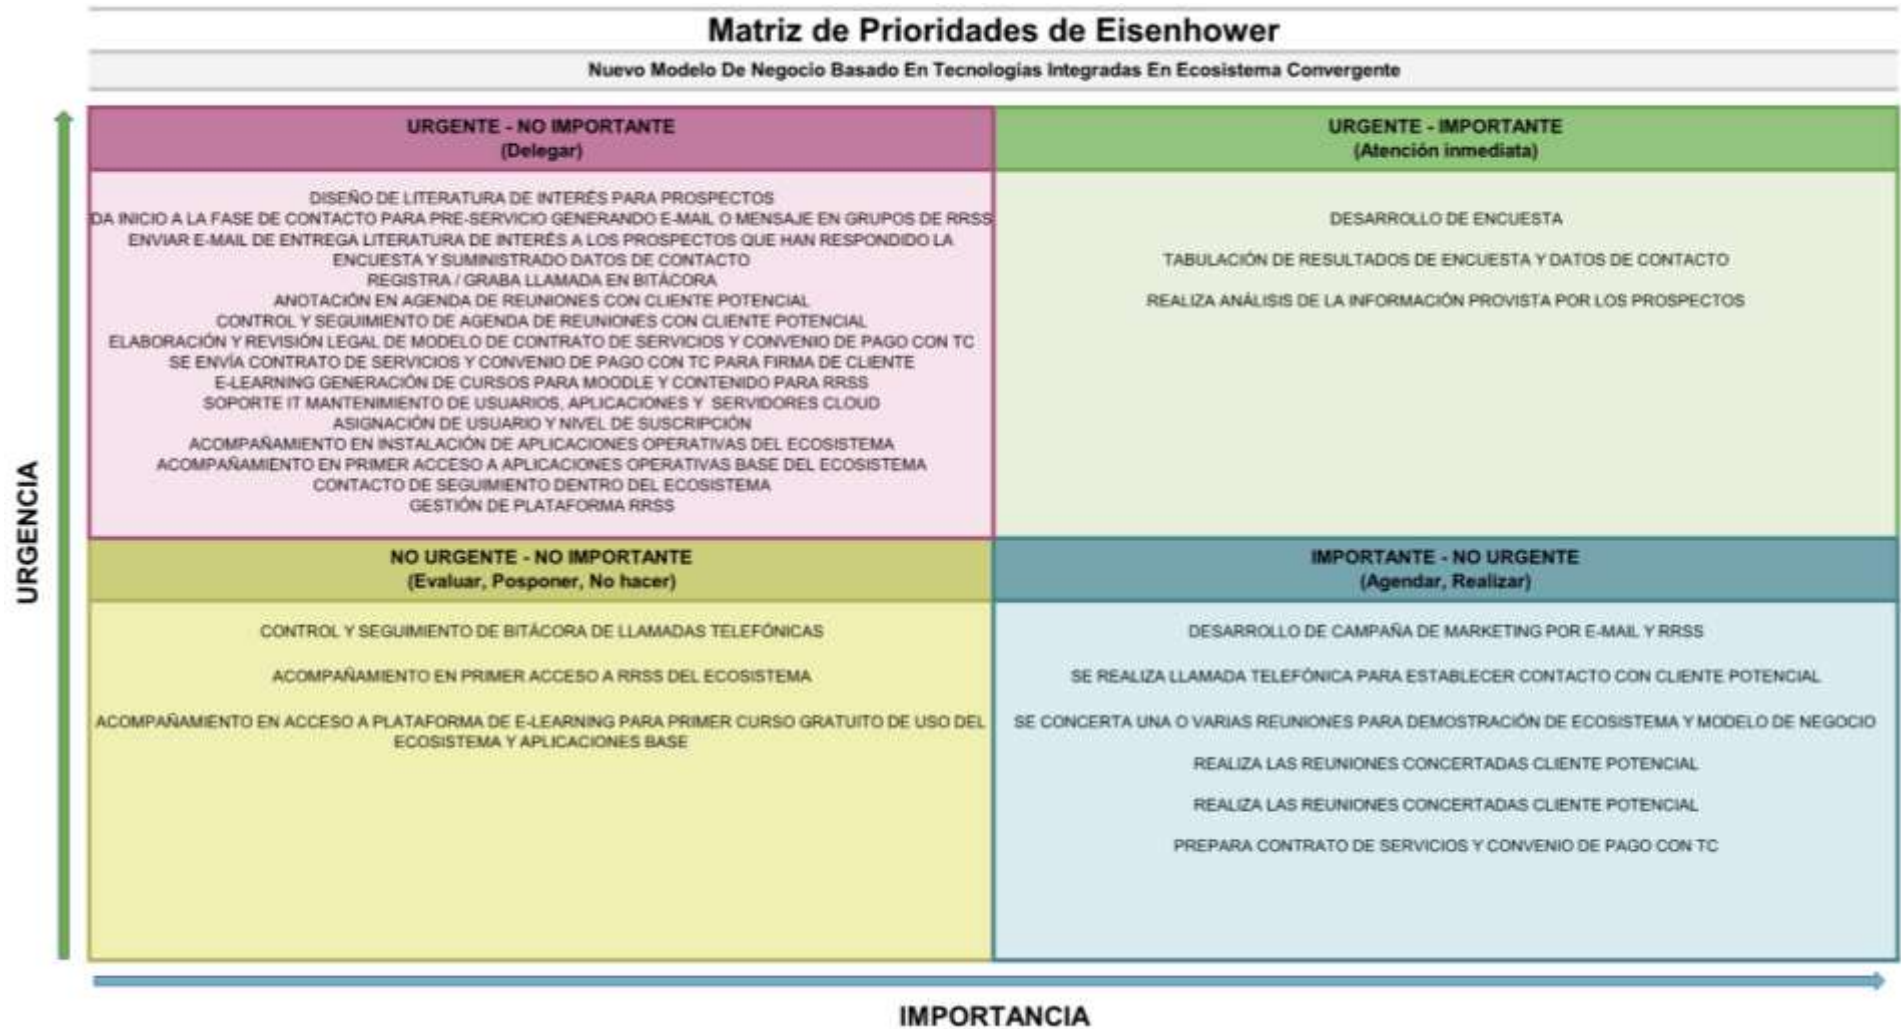 Matriz de Prioridades de Eisenhower
Nuevo Modelo De Negocio Basado En Tecnologías Integradas En Ecosistema Convergente
URGENTE - NO IMPORTANTE
(Delegar)
DISEÑO DE LITERATURA DE INTERÉS PARA PROSPECTOS
DA INICIO A LA FASE DE CONTACTO PARA PRE-SERVICIO GENERANDO E-MAIL O MENSAJE EN GRUPOS DE RRSS
ENVIAR E-MAIL DE ENTREGA LITERATURA DE INTERÉS A LOS PROSPECTOS QUE HAN RESPONDIDO LA
ENCUESTA Y SUMINISTRADO DATOS DE CONTACTO
REGISTRA / GRABA LLAMADA EN BITÁCORA
ANOTACIÓN EN AGENDA DE REUNIONES CON CLIENTE POTENCIAL
CONTROL Y SEGUIMIENTO DE AGENDA DE REUNIONES CON CLIENTE POTENCIAL
ELABORACIÓN Y REVISIÓN LEGAL DE MODELO DE CONTRATO DE SERVICIOS Y CONVENIO DE PAGO CON TC
SE ENVÍA CONTRATO DE SERVICIOS Y CONVENIO DE PAGO CON TC PARA FIRMA DE CLIENTE
E-LEARNING GENERACIÓN DE CURSOS PARA MOODLE Y CONTENIDO PARA RRSS
SOPORTE IT MANTENIMIENTO DE USUARIOS, APLICACIONES Y SERVIDORES CLOUD
ASIGNACIÓN DE USUARIO Y NIVEL DE SUSCRIPCIÓN
ACOMPAÑAMIENTO EN INSTALACIÓN DE APLICACIONES OPERATIVAS DEL ECOSISTEMA
ACOMPAÑAMIENTO EN PRIMER ACCESO A APLICACIONES OPERATIVAS BASE DEL ECOSISTEMA
CONTACTO DE SEGUIMIENTO DENTRO DEL ECOSISTEMA
GESTIÓN DE PLATAFORMA RRSS
URGENTE - IMPORTANTE
(Atención inmediata)
DESARROLLO DE ENCUESTA
TABULACIÓN DE RESULTADOS DE ENCUESTA Y DATOS DE CONTACTO
REALIZA ANÁLISIS DE LA INFORMACIÓN PROVISTA POR LOS PROSPECTOS
NO URGENTE - NO IMPORTANTE
(Evaluar, Posponer, No hacer)
CONTROL Y SEGUIMIENTO DE BITÁCORA DE LLAMADAS TELEFÓNICAS
ACOMPAÑAMIENTO EN PRIMER ACCESO A RRSS DEL ECOSISTEMA
ACOMPAÑAMIENTO EN ACCESO A PLATAFORMA DE E-LEARNING PARA PRIMER CURSO GRATUITO DE USO DEL
ECOSISTEMA Y APLICACIONES BASE
IMPORTANTE - NO URGENTE
(Agendar, Realizar)
DESARROLLO DE CAMPAÑA DE MARKETING POR E-MAIL Y RRSS
SE REALIZA LLAMADA TELEFÓNICA PARA ESTABLECER CONTACTO CON CLIENTE POTENCIAL
SE CONCERTA UNA O VARIAS REUNIONES PARA DEMOSTRACIÓN DE ECOSISTEMA Y MODELO DE NEGOCIO
REALIZA LAS REUNIONES CONCERTADAS CLIENTE POTENCIAL
REALIZA LAS REUNIONES CONCERTADAS CLIENTE POTENCIAL
PREPARA CONTRATO DE SERVICIOS Y CONVENIO DE PAGO CON TC
URGENCIA
IMPORTANCIA